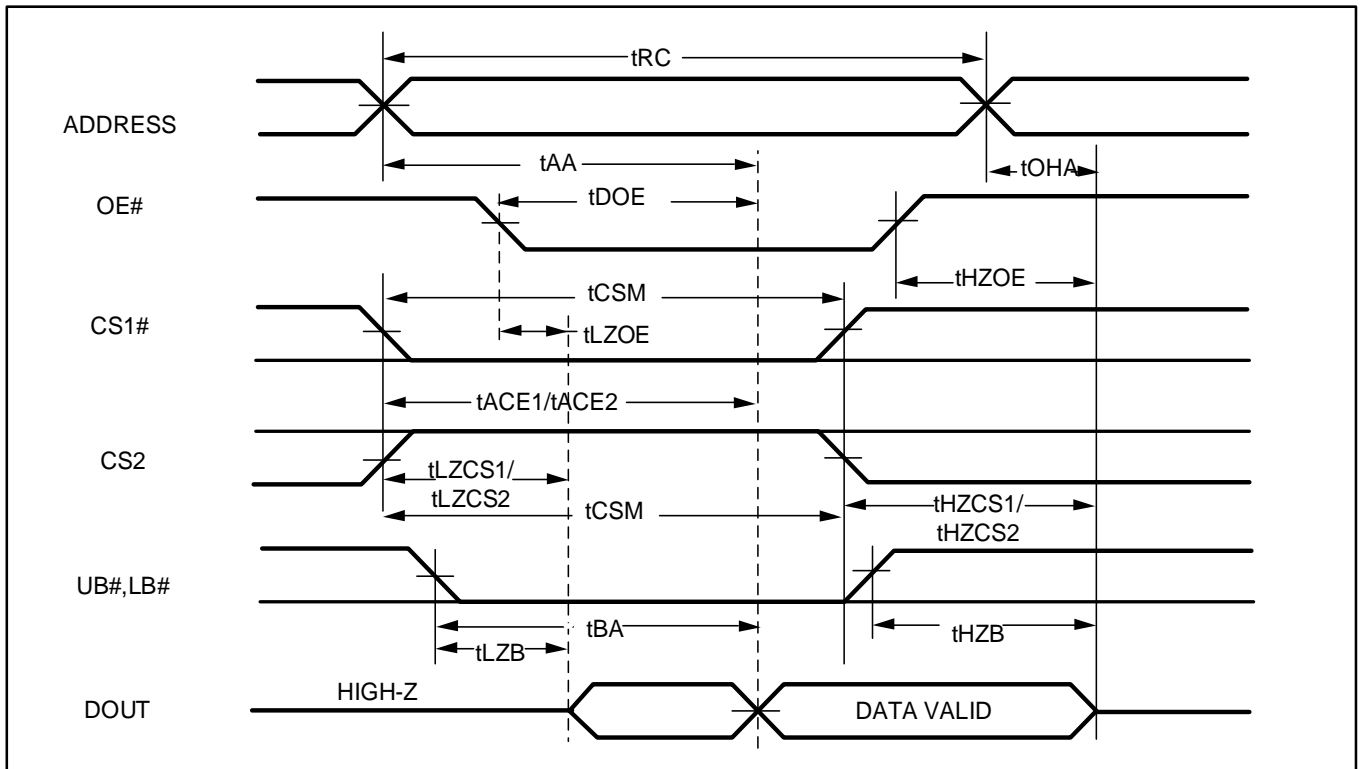 tRC
ADDRESS
tAA
tOHA
OE#
tDOE
tHZOE
tCSM
CS1#
tLZOE
tACE1/tACE2
CS2
tLZCS1/
tLZCS2
tCSM
tHZCS1/
tHZCS2
UB#,LB#
tBA
tHZB
tLZB
HIGH-Z
DOUT
DATA VALID